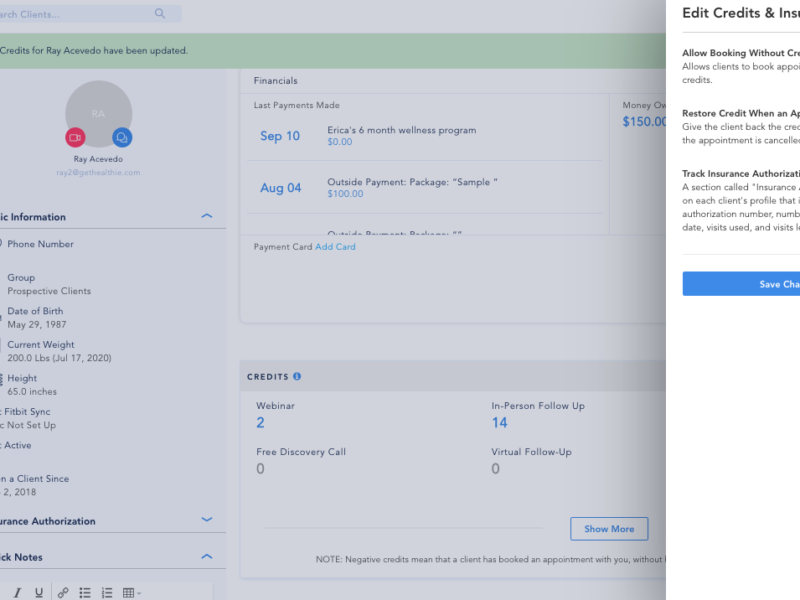 arch Clients...
Credits for Ray Acevedo have been updated.
RA
Ray Acevedo
ray2@gethealthie.com
ic Information
Phone Number
Group
Prospective Clients
Date of Birth
May 29, 1987
Current Weight
200.0 Lbs (Jul 17, 2020)
Height
65.0 inches
t Fitbit Sync
c Not Set Up
t Active
n a Client Since
2, 2018
urance Authorization
ick Notes
I U
Financials
Last Payments Made
Sep 10
Erica's 6 month wellness program
$0.00
Aug 04
Outside Payment: Package: "Sample "
$100.00
Outside Payment: Package: ""
Money Ow
$150.00
Payment Card Add Card
CREDITS
Webinar
2
In-Person Follow Up
14
Free Discovery Call
0
Virtual Follow-Up
0
Show More
NOTE: Negative credits mean that a client has booked an appointment with you, without
Edit Credits & Insu
Allow Booking Without Cre
Allows clients to book appoi
credits.
Restore Credit When an Ap
Give the client back the cred
the appointment is cancelled
Track Insurance Authorizati
A section called "Insurance A
on each client's profile that i
authorization number, numb
date, visits used, and visits le
Save Cha